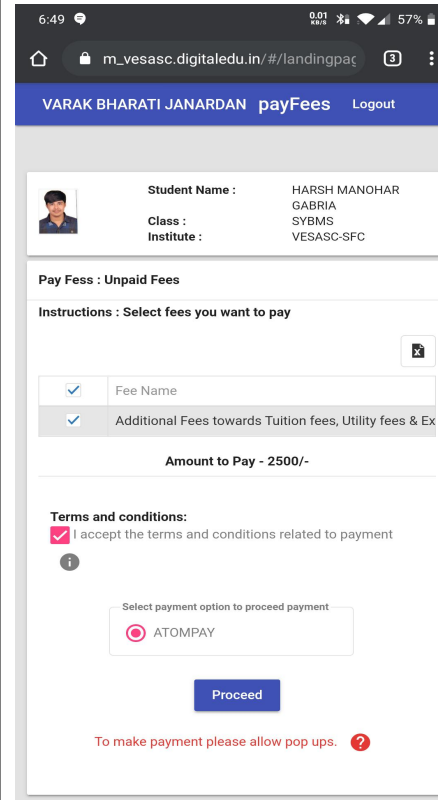 6:49 0.01 KB/S 57%
m_vesasc.digitaledu.in/#/landingpag 3
VARAK BHARATI JANARDAN payFees Logout
Student Name : HARSH MANOHAR
GABRIA
Class : SYBMS
Institute : VESASC-SFC
Pay Fess : Unpaid Fees
Instructions : Select fees you want to pay
Fee Name
Additional Fees towards Tuition fees, Utility fees & Ex
Amount to Pay - 2500/-
Terms and conditions:
I accept the terms and conditions related to payment
Select payment option to proceed payment
ATOMPAY
Proceed
To make payment please allow pop ups.